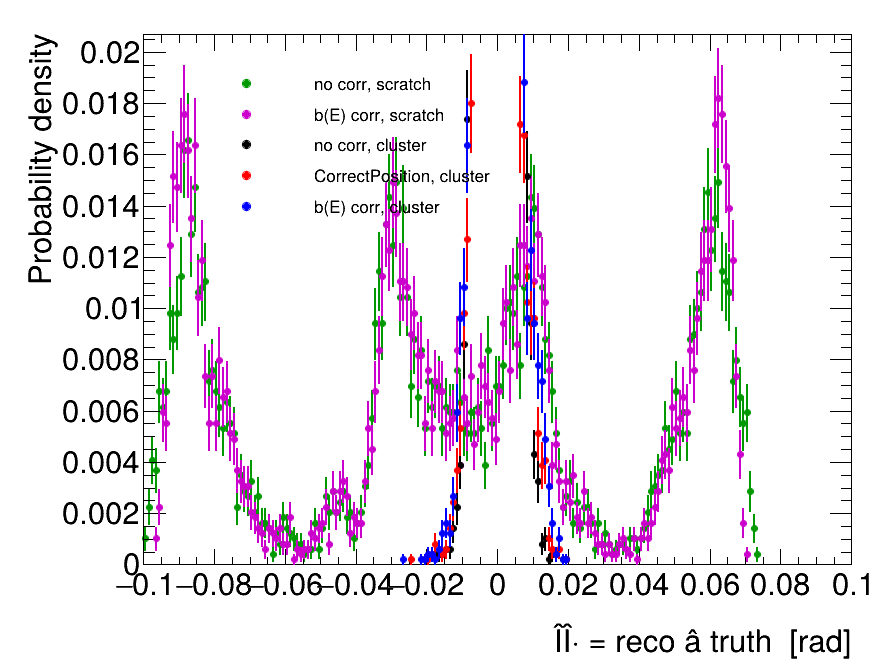 Probability density
0.02
0.018
0.016
0.014
0.012
0.01
0.008
0.006
0.004
0.002
0
no corr, scratch
b(E) corr, scratch
no corr, cluster
CorrectPosition, cluster
b(E) corr, cluster
−0.1 −0.08 −0.06 −0.04 −0.02 0 0.02 0.04 0.06 0.08 0.1
ÎÎ· = reco â truth [rad]